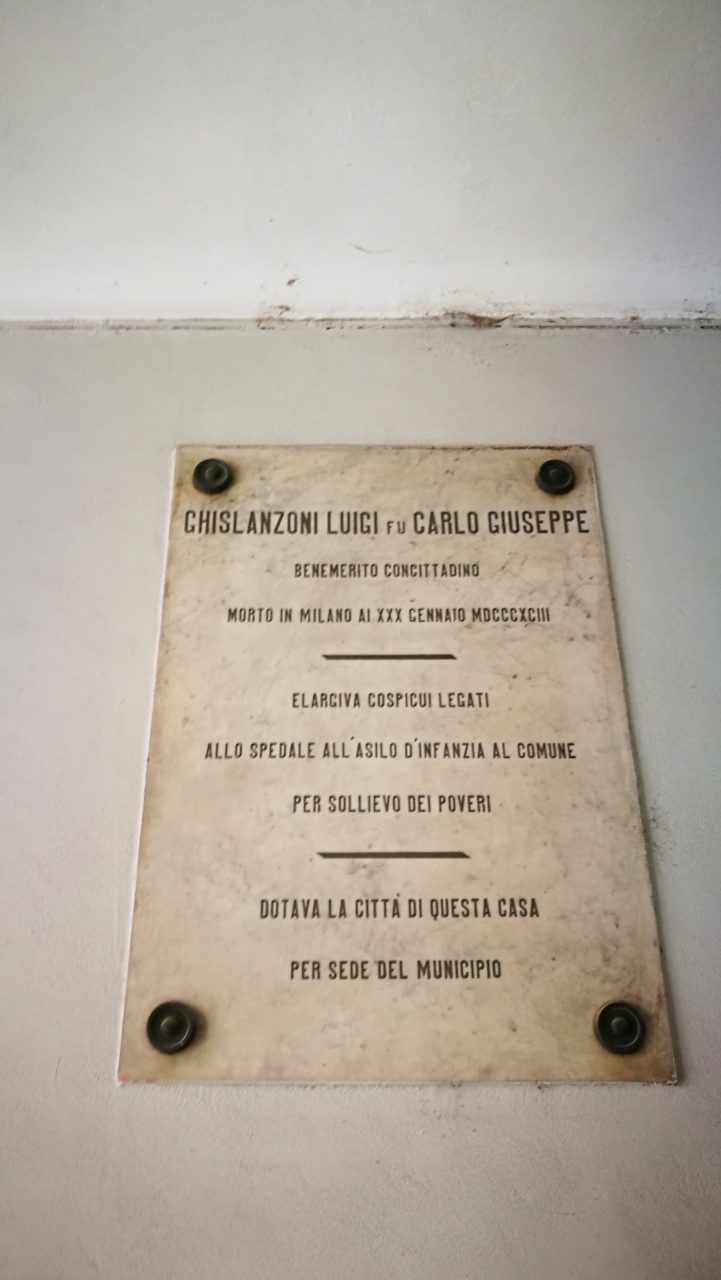 GHISLANZONI LUIGI FU CARLO GIUSEPPE
BENEMERITO CONCITTADINO
MORTO IN MILANO AI XXX GENNAIO MDCCCXCIII
ELARGIVA COSPICUI LEGATI
ALLO SPEDALE ALL'ASILO D'INFANZIA AL COMUNE
PER SOLLIEVO DEI POVERI
DOTAVA LA CITTÀ DI QUESTA CASA
PER SEDE DEL MUNICIPIO